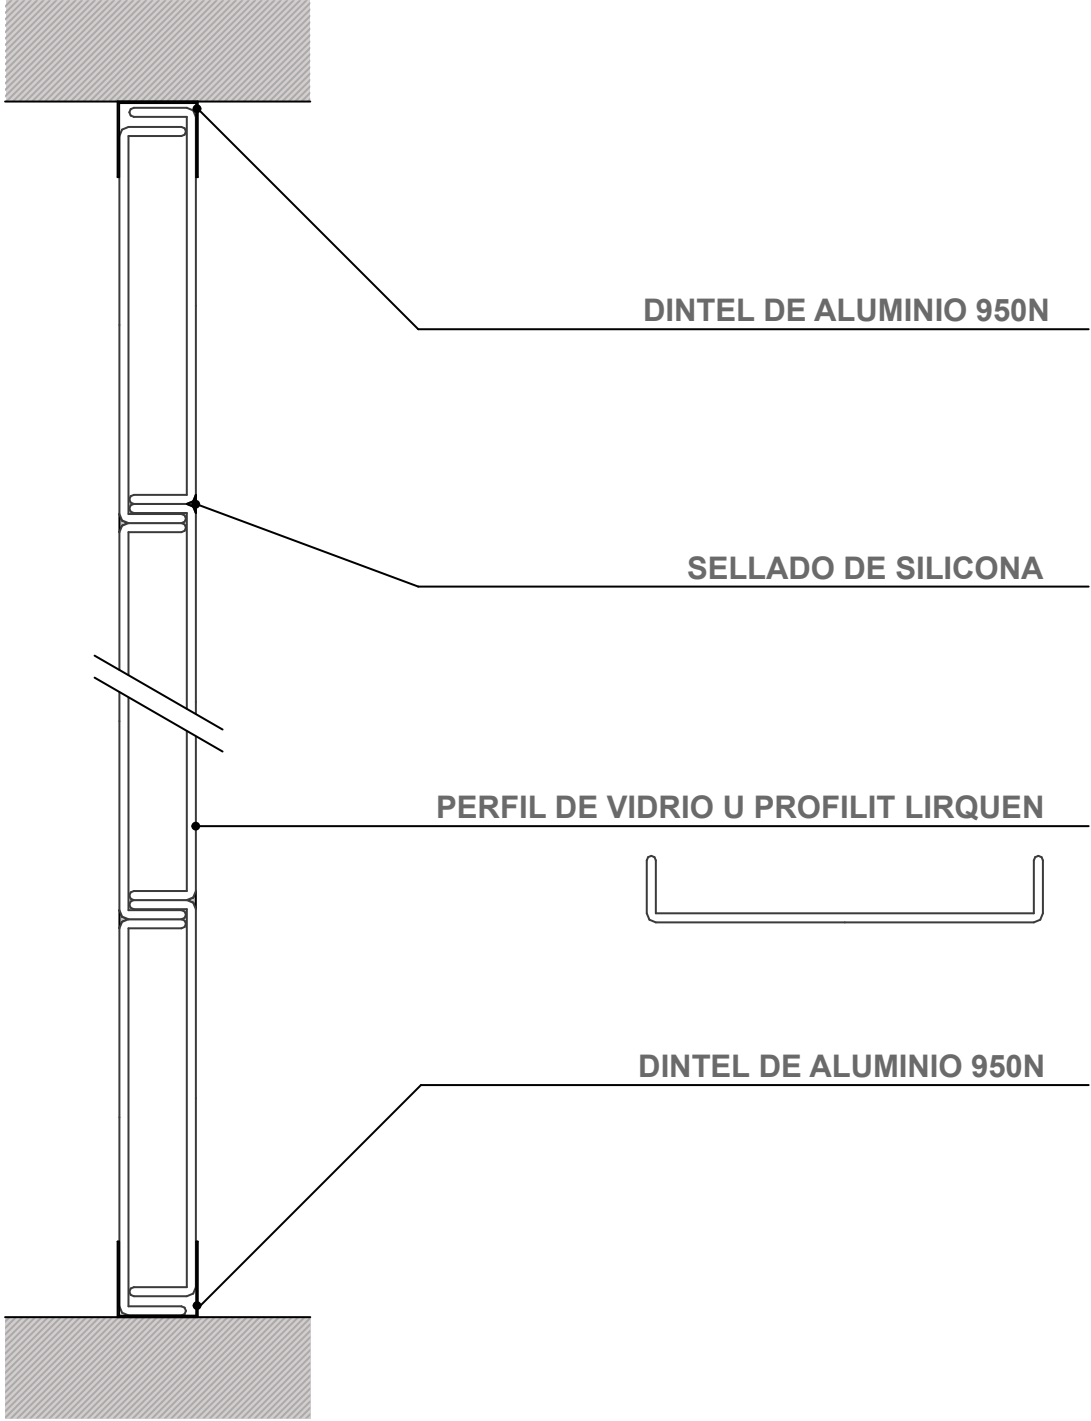 DINTEL DE ALUMINIO 950N
SELLADO DE SILICONA
PERFIL DE VIDRIO U PROFILIT LIRQUEN
DINTEL DE ALUMINIO 950N